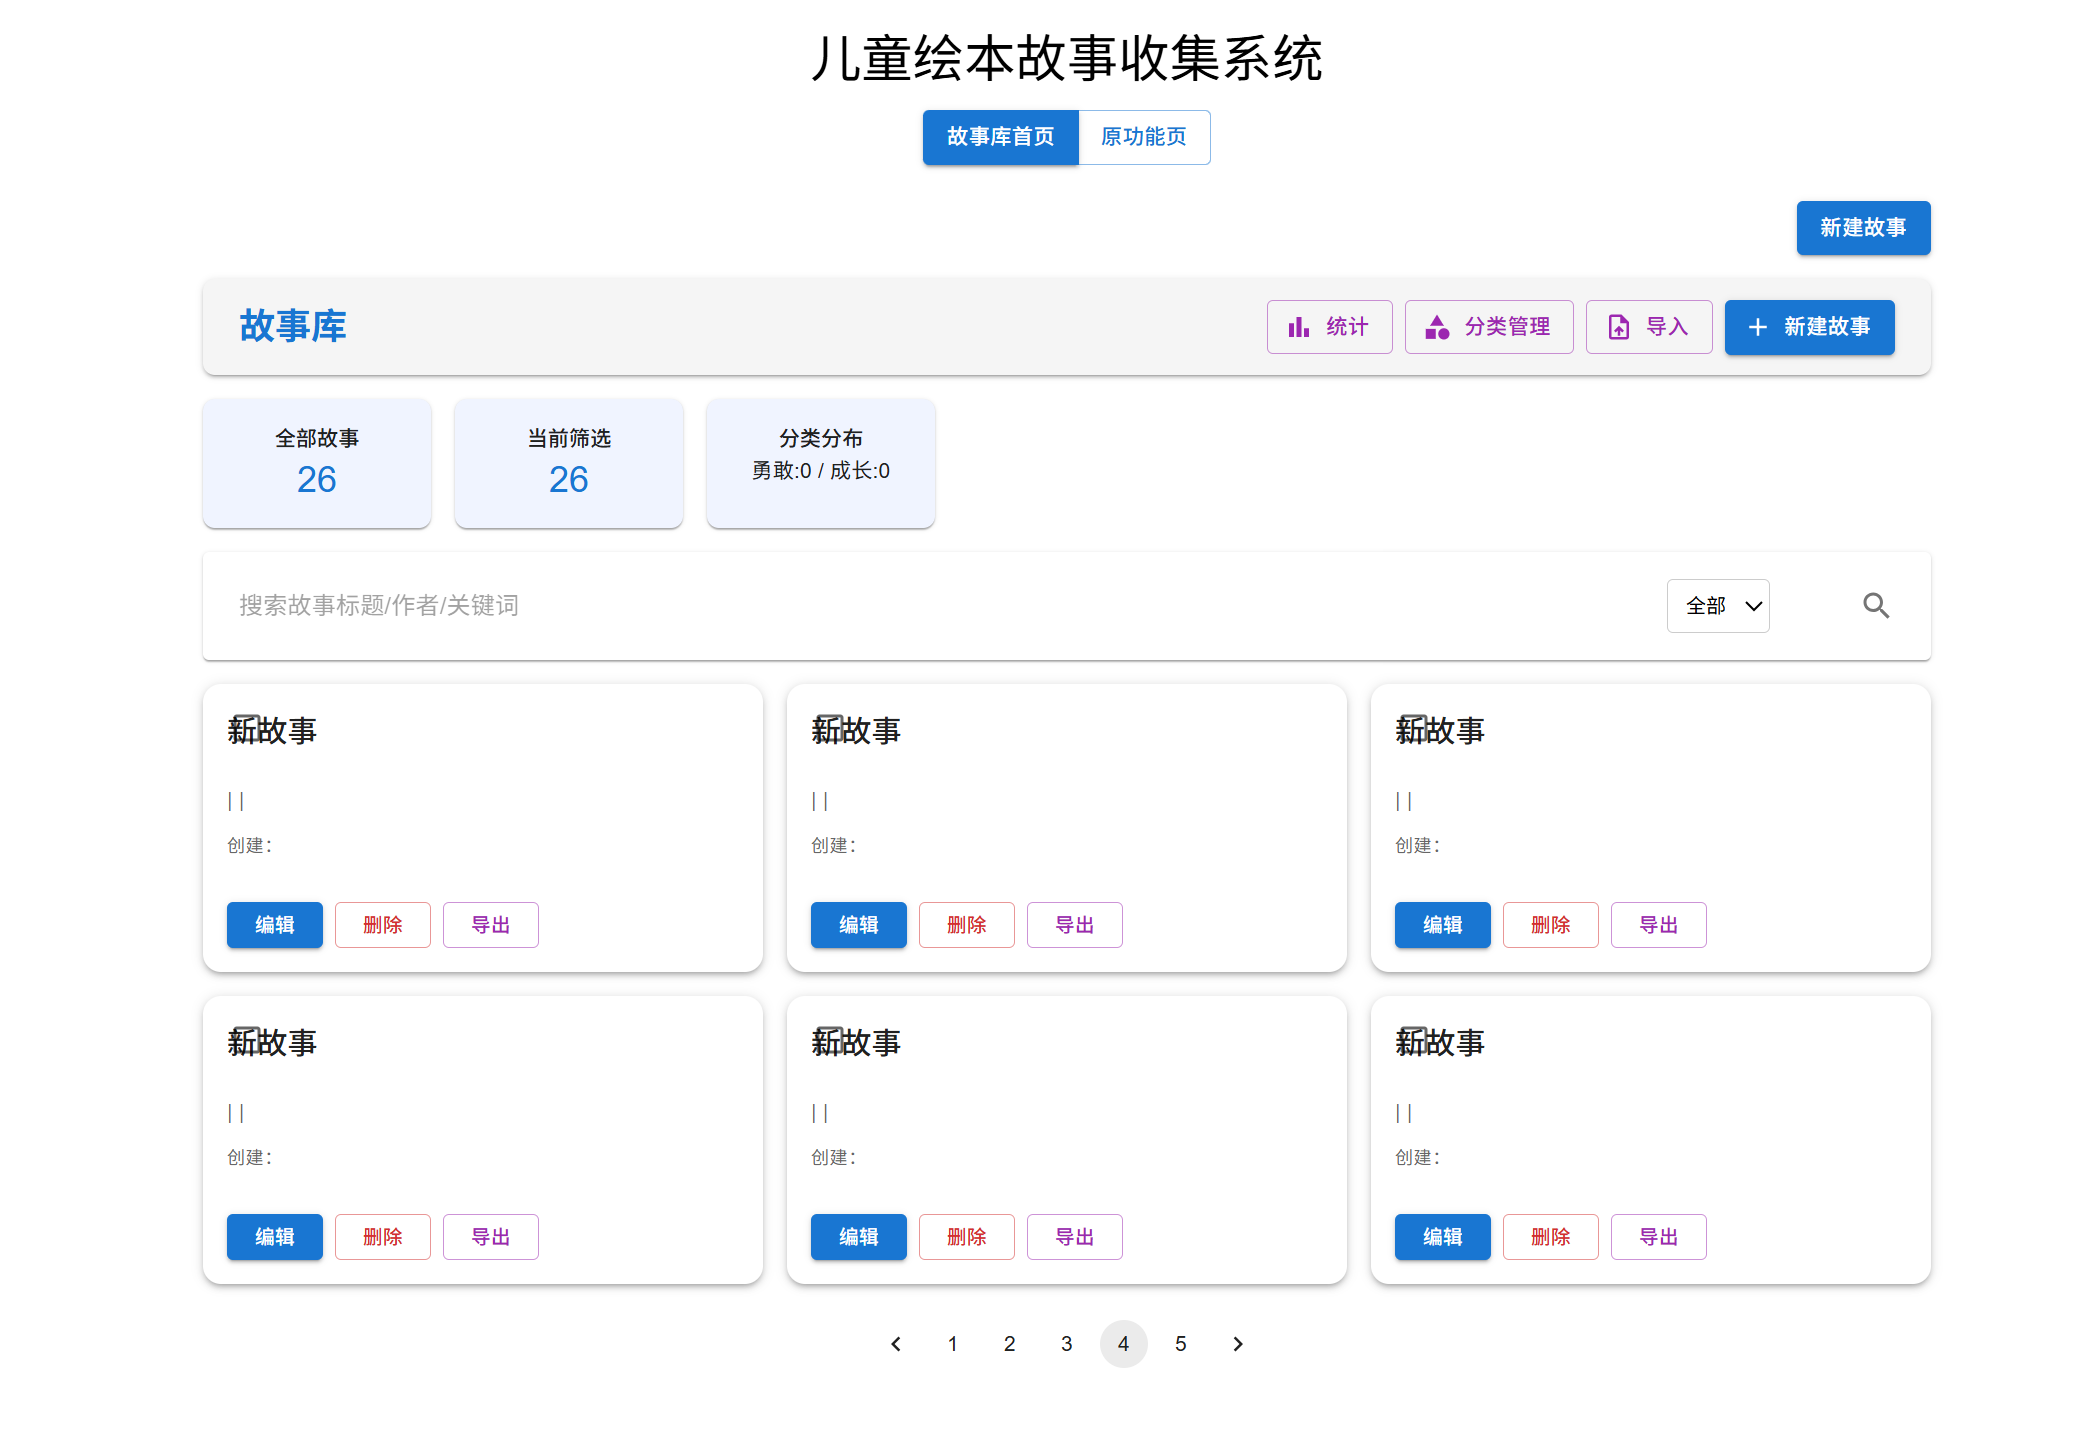 儿童绘本故事收集系统
故事库首页 原功能页
新建故事
故事库 统计 分类管理 导入 新建故事
全部故事 当前筛选 分类分布
26 26 勇敢:0 / 成长:0
搜索故事标题/作者/关键词 全部
新故事 新故事 新故事
| | | | | |
创建: 创建: 创建:
编辑 删除 导出 编辑 删除 导出 编辑 删除 导出
新故事 新故事 新故事
| | | | | |
创建: 创建: 创建:
编辑 删除 导出 编辑 删除 导出 编辑 删除 导出
1 2 3 4 5